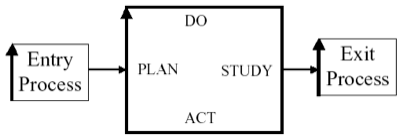 Entry
Process
DO
PLAN
STUDY
ACT
Exit
Process